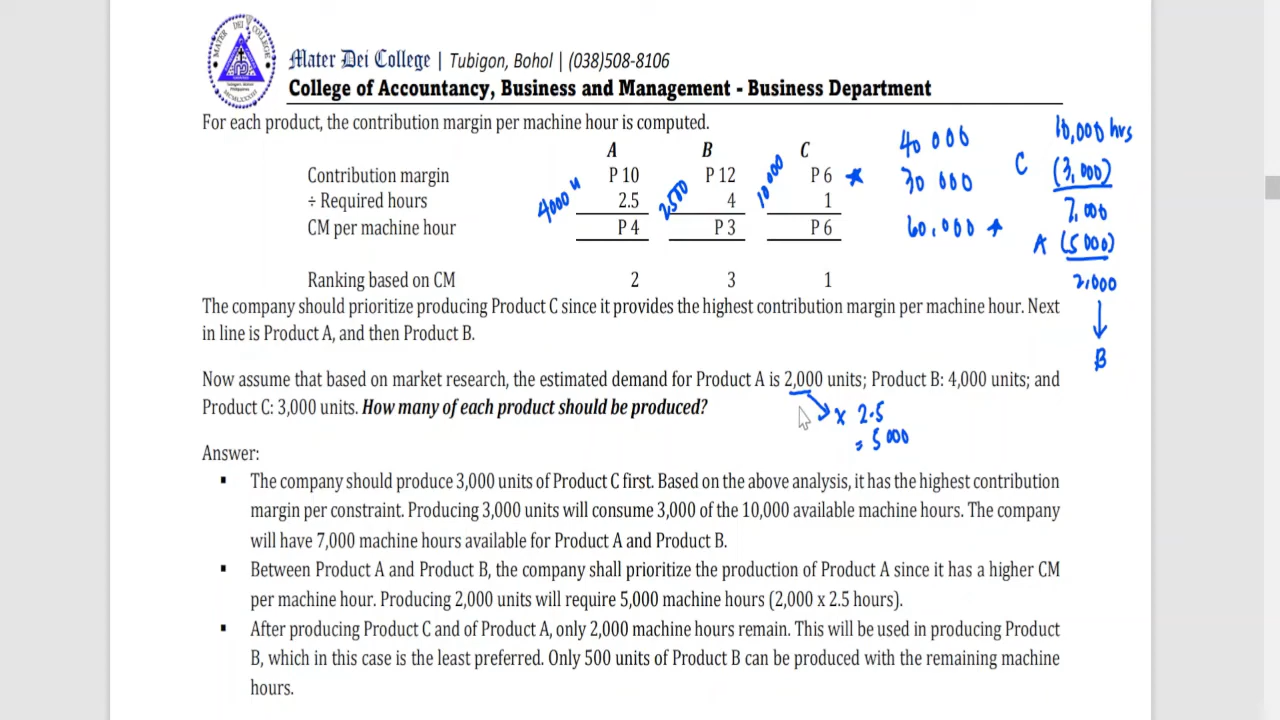 Mater Dei College | Tubigon, Bohol | (038)508-8106
College of Accountancy, Business and Management - Business Department
For each product, the contribution margin per machine hour is computed.
A B C
Contribution margin P 10 P 12 P 6
÷ Required hours 2.5 4 1
CM per machine hour P 4 P 3 P 6
4000 u
2500
10 000
40 000
30 000
60,000
10,000 hrs
C (3,000)
7,000
A (5000)
2,000
B
Ranking based on CM 2 3 1
The company should prioritize producing Product C since it provides the highest contribution margin per machine hour. Next
in line is Product A, and then Product B.
Now assume that based on market research, the estimated demand for Product A is 2,000 units; Product B: 4,000 units; and
Product C: 3,000 units. How many of each product should be produced?
x 2.5
= 5000
Answer:
▪ The company should produce 3,000 units of Product C first. Based on the above analysis, it has the highest contribution
margin per constraint. Producing 3,000 units will consume 3,000 of the 10,000 available machine hours. The company
will have 7,000 machine hours available for Product A and Product B.
▪ Between Product A and Product B, the company shall prioritize the production of Product A since it has a higher CM
per machine hour. Producing 2,000 units will require 5,000 machine hours (2,000 x 2.5 hours).
▪ After producing Product C and of Product A, only 2,000 machine hours remain. This will be used in producing Product
B, which in this case is the least preferred. Only 500 units of Product B can be produced with the remaining machine
hours.